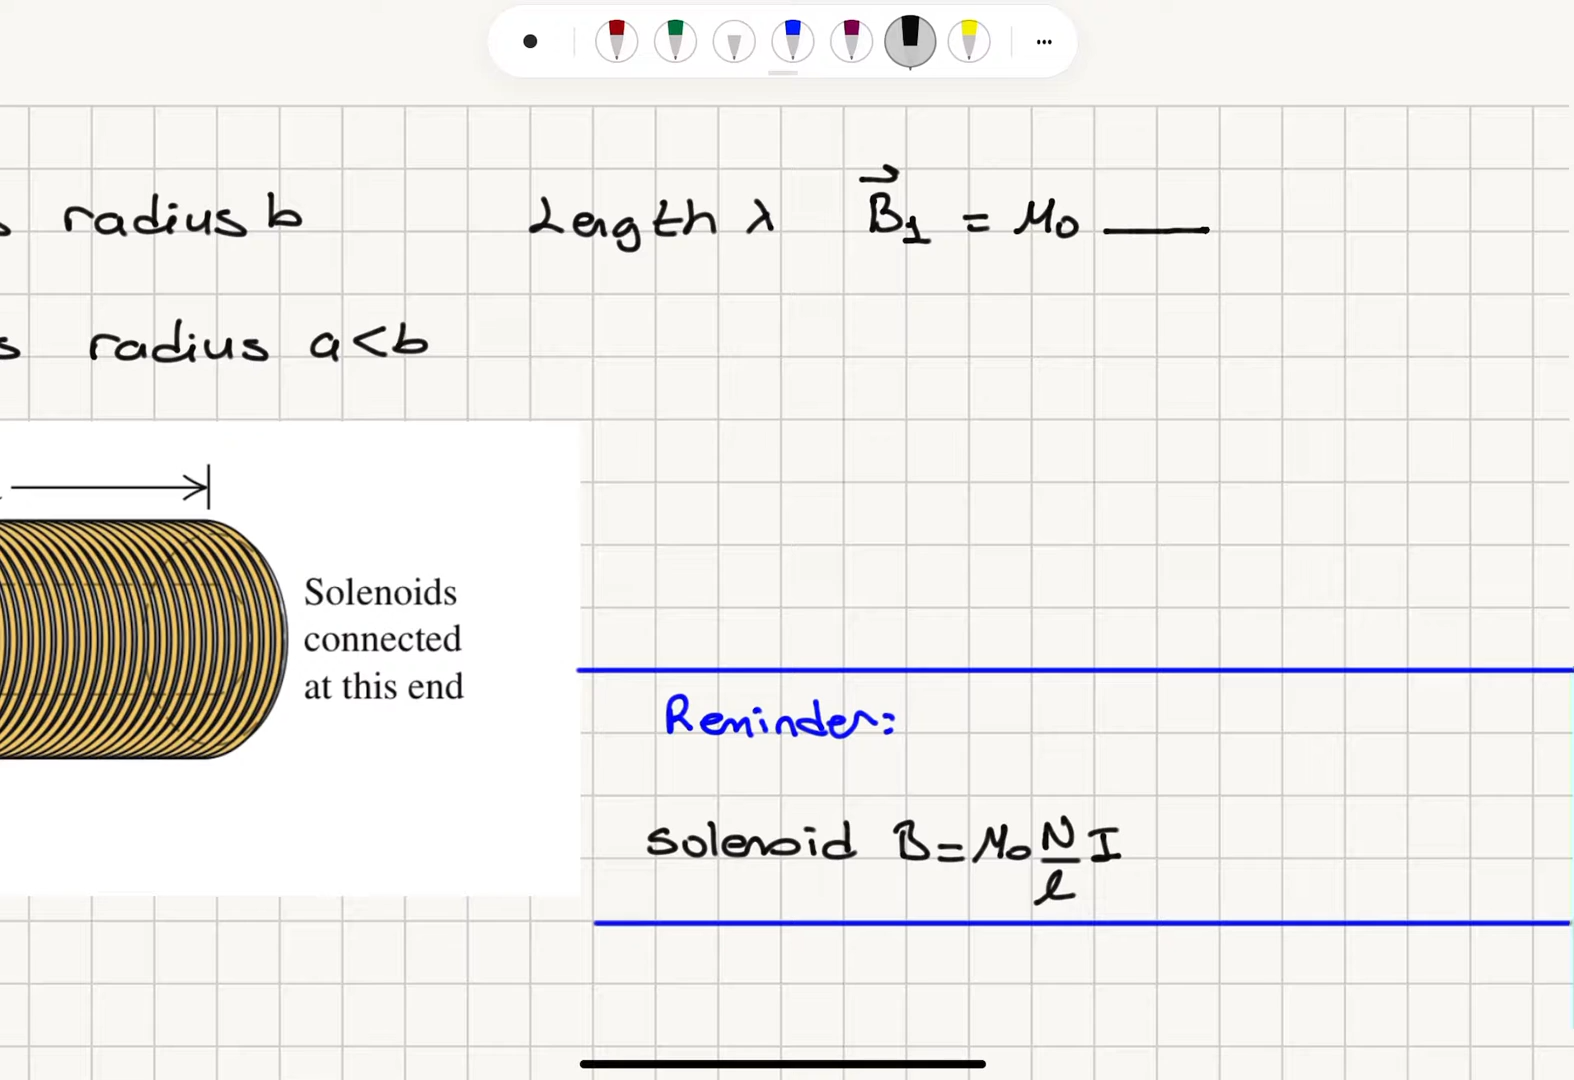 radius b Length λ B⃗₁ = μ₀ ___
radius a<b
Solenoids
connected
at this end
Reminder:
Solenoid B=μ₀ N/ℓ I